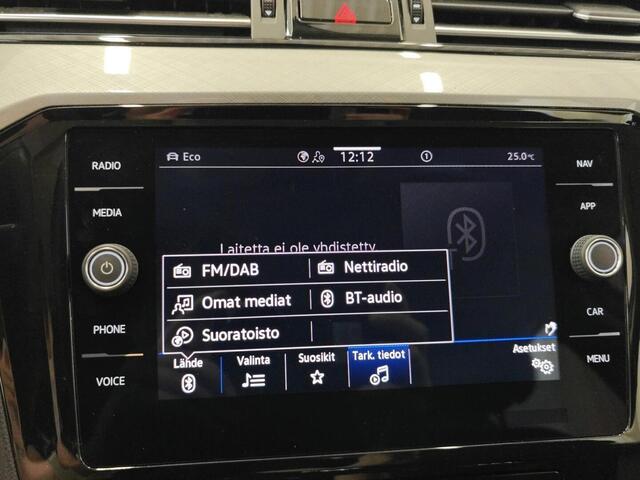 RADIO
MEDIA
PHONE
VOICE
Eco
12:12
1
25.0°C
Laitetta ei ole yhdistetty
FM/DAB
Nettiradio
Omat mediat
BT-audio
Suoratoisto
Lähde
Valinta
Suosikit
Tark. tiedot
Asetukset
NAV
APP
CAR
MENU